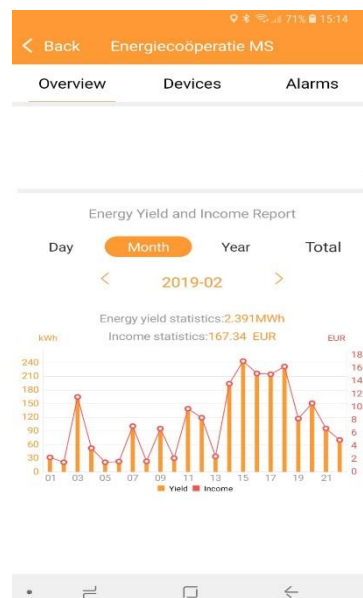 71% 15:14
Back Energiecoöperatie MS
Overview Devices Alarms
Energy Yield and Income Report
Day Month Year Total
< 2019-02 >
Energy yield statistics:2.391MWh
Income statistics:167.34 EUR
kWh EUR
240 18
210 16
180 14
150 12
120 10
90 8
60 6
30 4
0 2
0
01 03 05 07 09 11 13 15 17 19 21
Yield Income